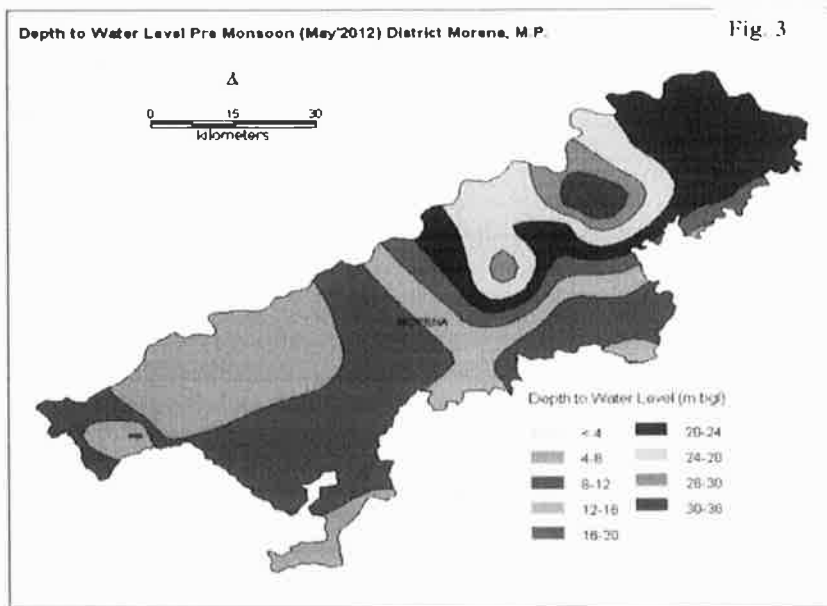 Depth to Water Level Pre Monsoon (May'2012) District Morena, M.P.
Fig. 3
0 15 30
kilometers
MORENA
Depth to Water Level (m bgl)
< 4
4-8
8-12
12-16
16-20
20-24
24-28
28-30
30-36